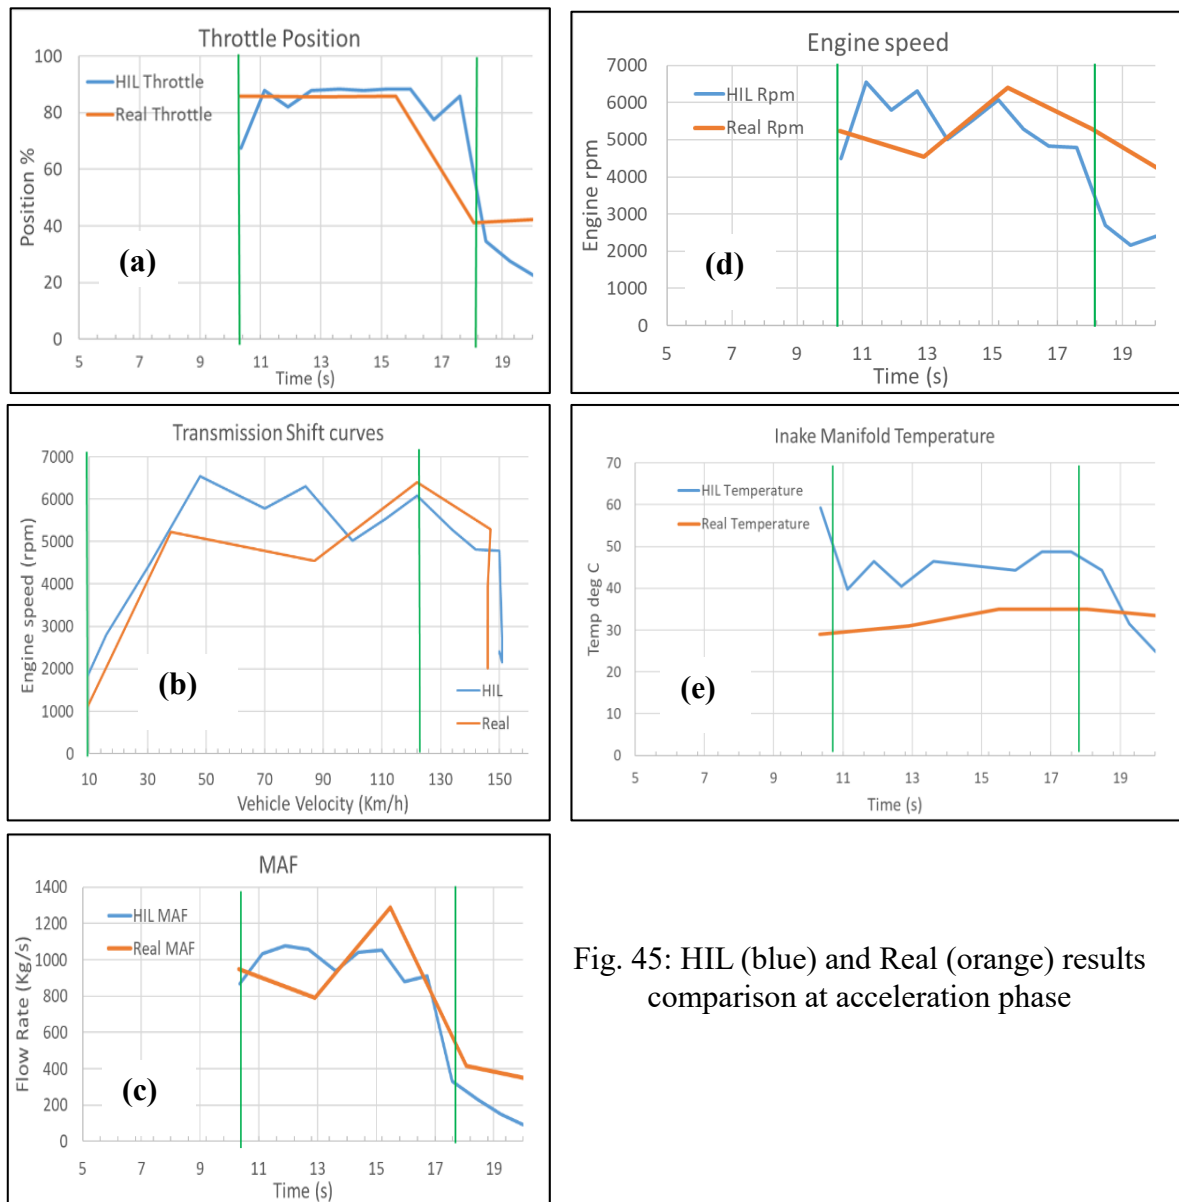 Throttle Position
100
80
60
40
20
0
HIL Throttle
Real Throttle
Position %
(a)
5 7 9 11 13 15 17 19
Time (s)
Engine speed
7000
6000
5000
4000
3000
2000
1000
0
HIL Rpm
Real Rpm
Engine rpm
(d)
5 7 9 11 13 15 17 19
Time (s)
Transmission Shift curves
7000
6000
5000
4000
3000
2000
1000
0
Engine speed (rpm)
(b)
HIL
Real
10 30 50 70 90 110 130 150
Vehicle Velocity (Km/h)
Inake Manifold Temperature
70
60
50
40
30
20
10
0
HIL Temperature
Real Temperature
Temp deg C
(e)
5 7 9 11 13 15 17 19
Time (s)
MAF
1400
1200
1000
800
600
400
200
0
HIL MAF
Real MAF
Flow Rate (Kg/s)
(c)
5 7 9 11 13 15 17 19
Time (s)
Fig. 45: HIL (blue) and Real (orange) results
comparison at acceleration phase